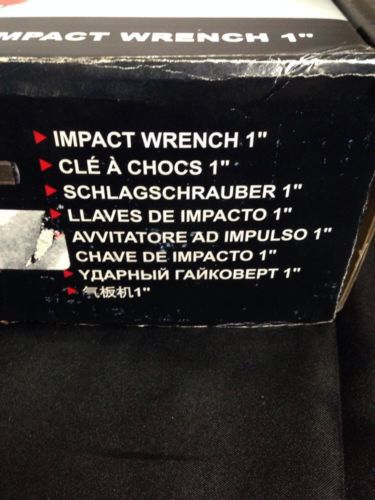 IMPACT WRENCH 1"
IMPACT WRENCH 1"
CLÉ À CHOCS 1"
SCHLAGSCHRAUBER 1"
LLAVES DE IMPACTO 1"
AVVITATORE AD IMPULSO 1"
CHAVE DE IMPACTO 1"
УДАРНЫЙ ГАЙКОВЕРТ 1"
气板机1"